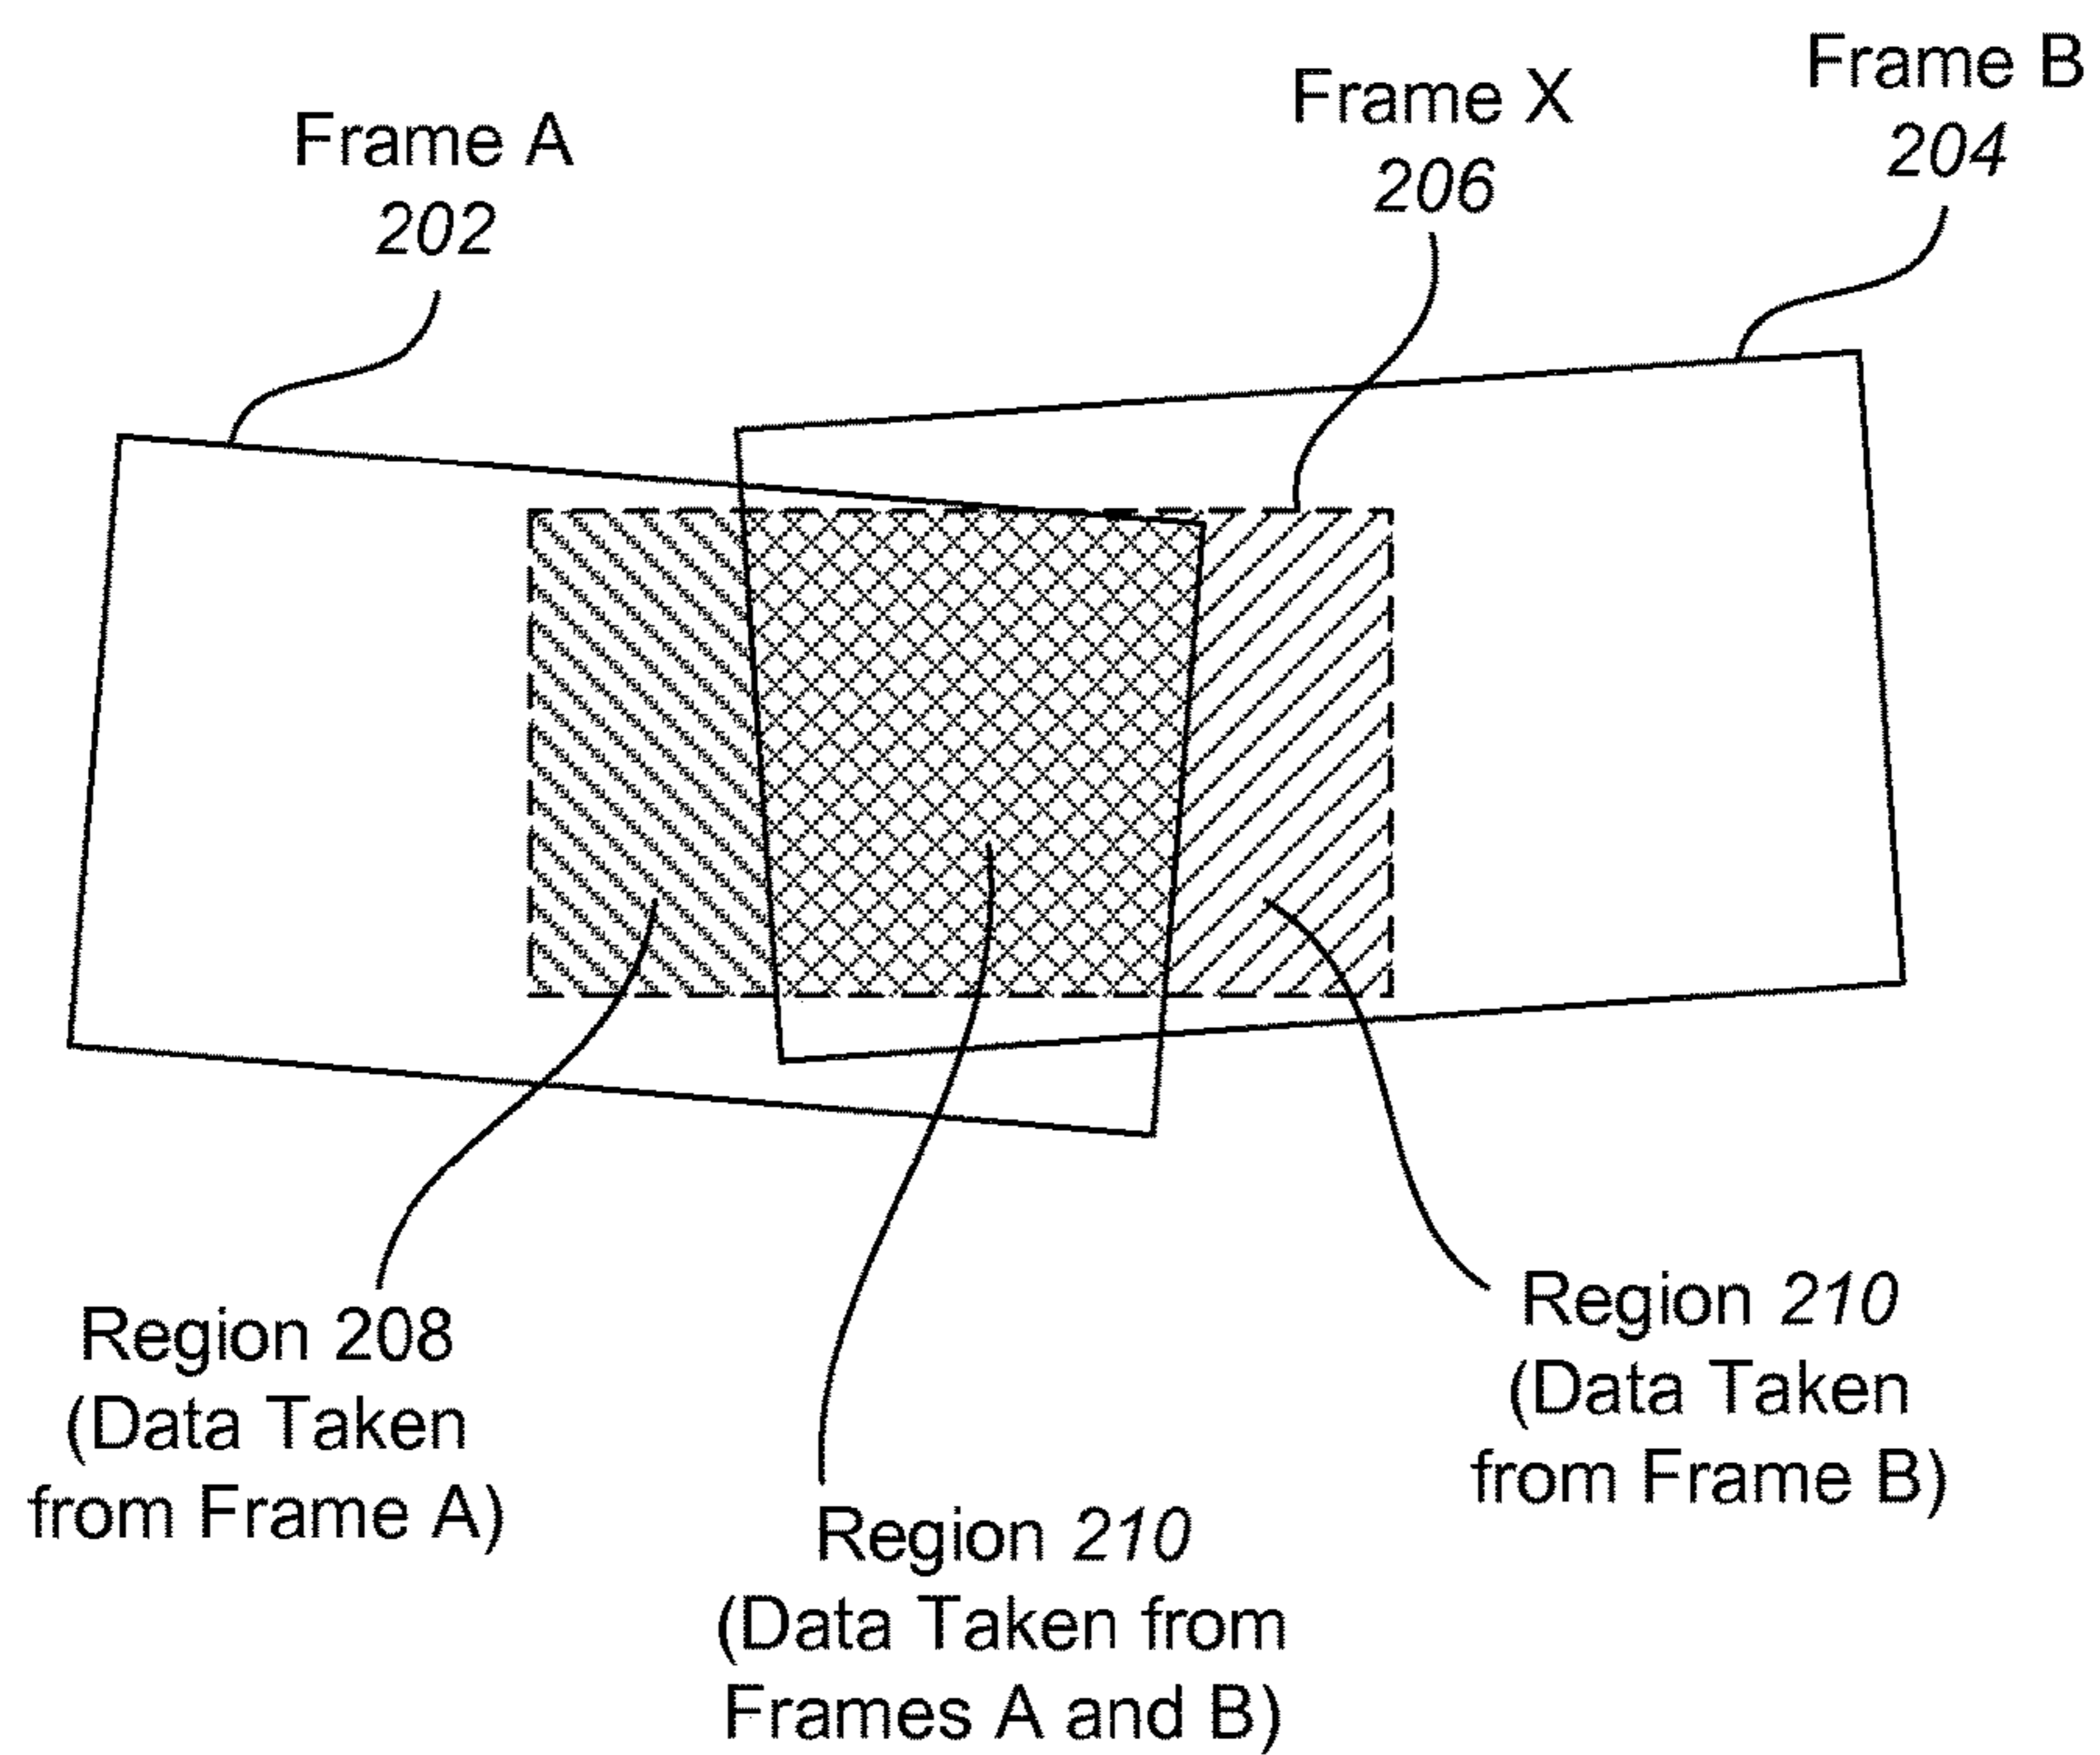 Frame A
202
Frame X
206
Frame B
204
Region 208
(Data Taken
from Frame A)
Region 210
(Data Taken from
Frames A and B)
Region 210
(Data Taken
from Frame B)